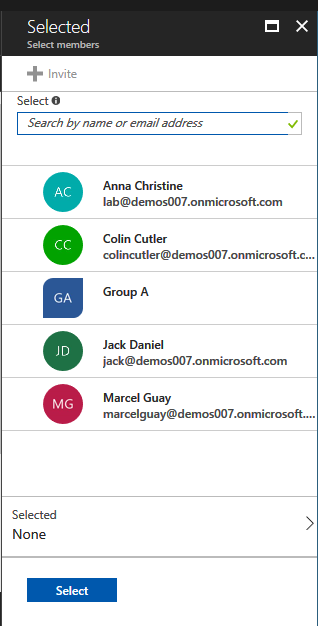 Selected
Select members
Invite
Select
Search by name or email address
AC
Anna Christine
lab@demos007.onmicrosoft.com
CC
Colin Cutler
colincutler@demos007.onmicrosoft.c...
GA
Group A
JD
Jack Daniel
jack@demos007.onmicrosoft.com
MG
Marcel Guay
marcelguay@demos007.onmicrosoft....
Selected
None
Select